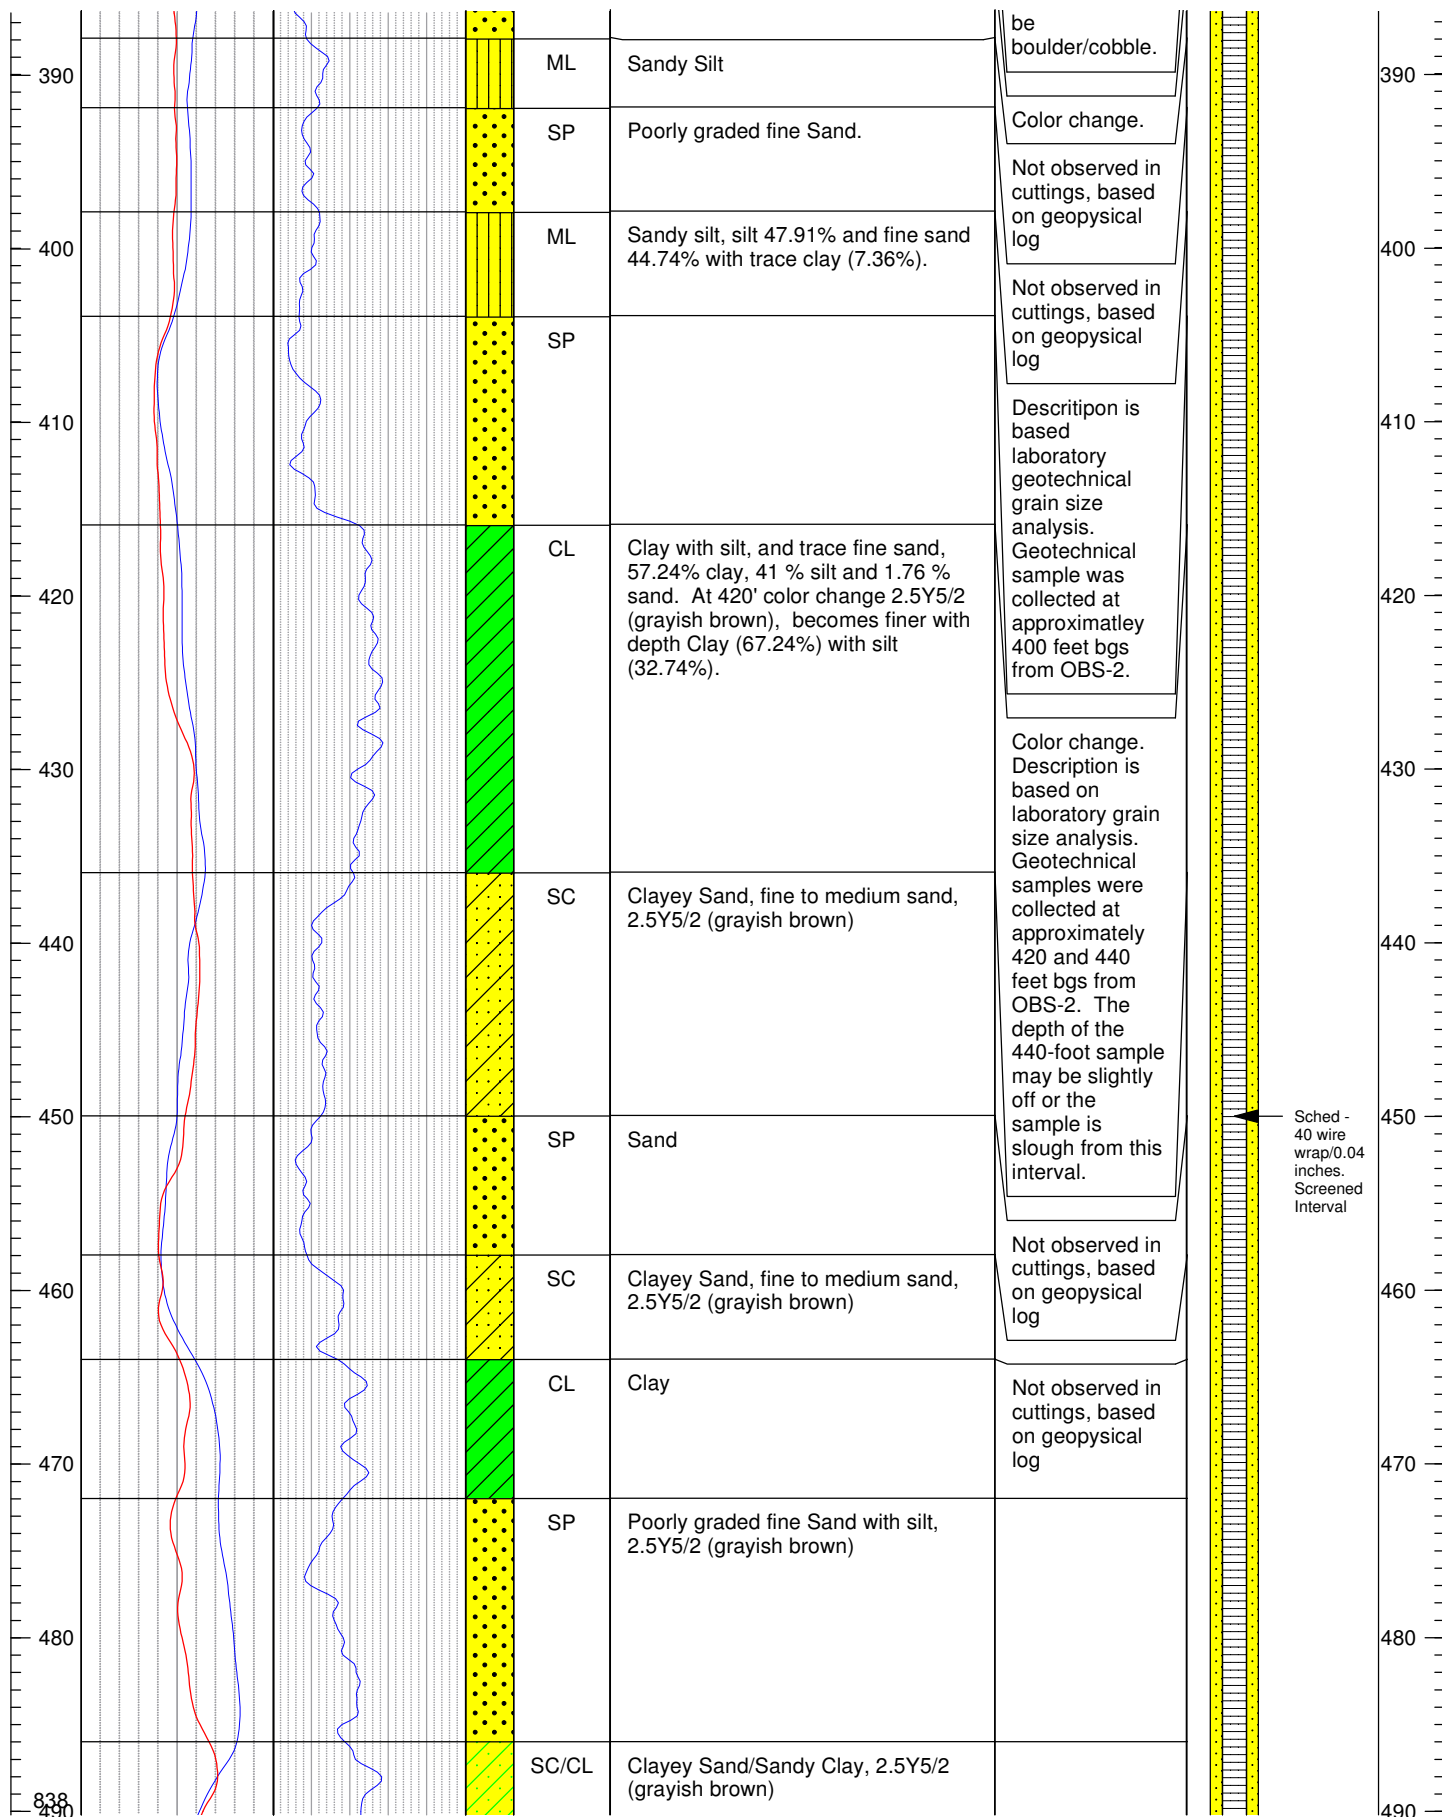 be
boulder/cobble.
390
ML
Sandy Silt
390
SP
Poorly graded fine Sand.
Color change.
Not observed in
cuttings, based
on geopysical
log
400
ML
Sandy silt, silt 47.91% and fine sand
44.74% with trace clay (7.36%).
400
Not observed in
cuttings, based
on geopysical
log
SP
410
Descritipon is
based
laboratory
geotechnical
grain size
analysis.
Geotechnical
sample was
collected at
approximatley
400 feet bgs
from OBS-2.
410
CL
Clay with silt, and trace fine sand,
57.24% clay, 41 % silt and 1.76 %
sand.  At 420' color change 2.5Y5/2
(grayish brown),  becomes finer with
depth Clay (67.24%) with silt
(32.74%).
420
420
430
Color change.
Description is
based on
laboratory grain
size analysis.
Geotechnical
samples were
collected at
approximately
420 and 440
feet bgs from
OBS-2.  The
depth of the
440-foot sample
may be slightly
off or the
sample is
slough from this
interval.
430
SC
Clayey Sand, fine to medium sand,
2.5Y5/2 (grayish brown)
440
440
450
SP
Sand
Sched -
40 wire
wrap/0.04
inches.
Screened
Interval
450
Not observed in
cuttings, based
on geopysical
log
460
SC
Clayey Sand, fine to medium sand,
2.5Y5/2 (grayish brown)
460
CL
Clay
Not observed in
cuttings, based
on geopysical
log
470
470
SP
Poorly graded fine Sand with silt,
2.5Y5/2 (grayish brown)
480
480
SC/CL
Clayey Sand/Sandy Clay, 2.5Y5/2
(grayish brown)
838
490
490